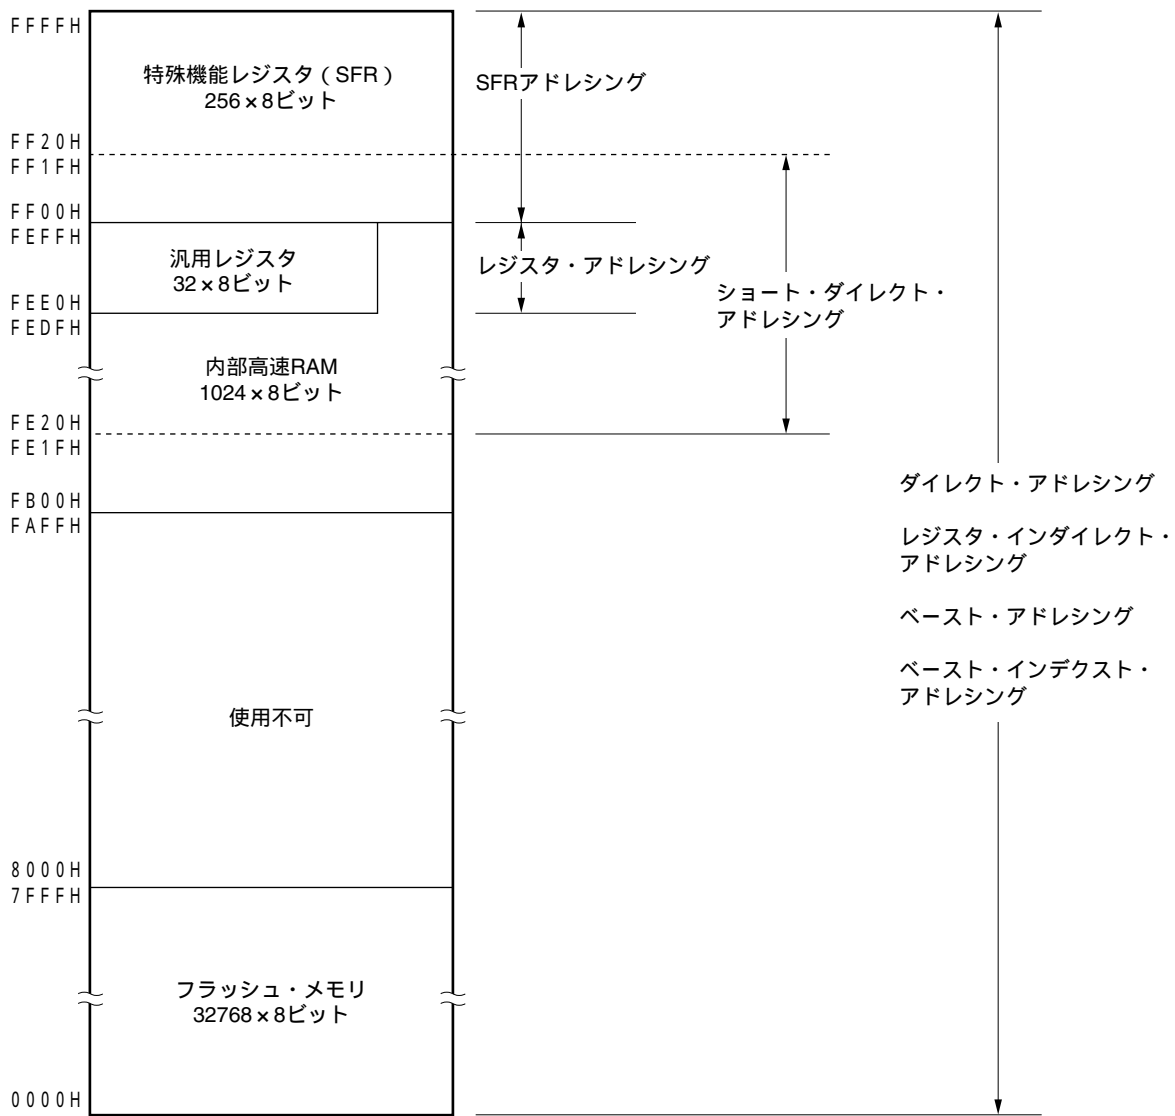 FFFFH
特殊機能レジスタ(SFR)
256×8ビット
SFRアドレシング
FF20H
FF1FH
FF00H
FEFFH
汎用レジスタ
32×8ビット
レジスタ・アドレシング
ショート・ダイレクト・
アドレシング
FEE0H
FEDFH
内部高速RAM
1024×8ビット
FE20H
FE1FH
FB00H
FAFFH
ダイレクト・アドレシング
レジスタ・インダイレクト・
アドレシング
ベースト・アドレシング
ベースト・インデクスト・
アドレシング
使用不可
8000H
7FFFH
フラッシュ・メモリ
32768×8ビット
0000H